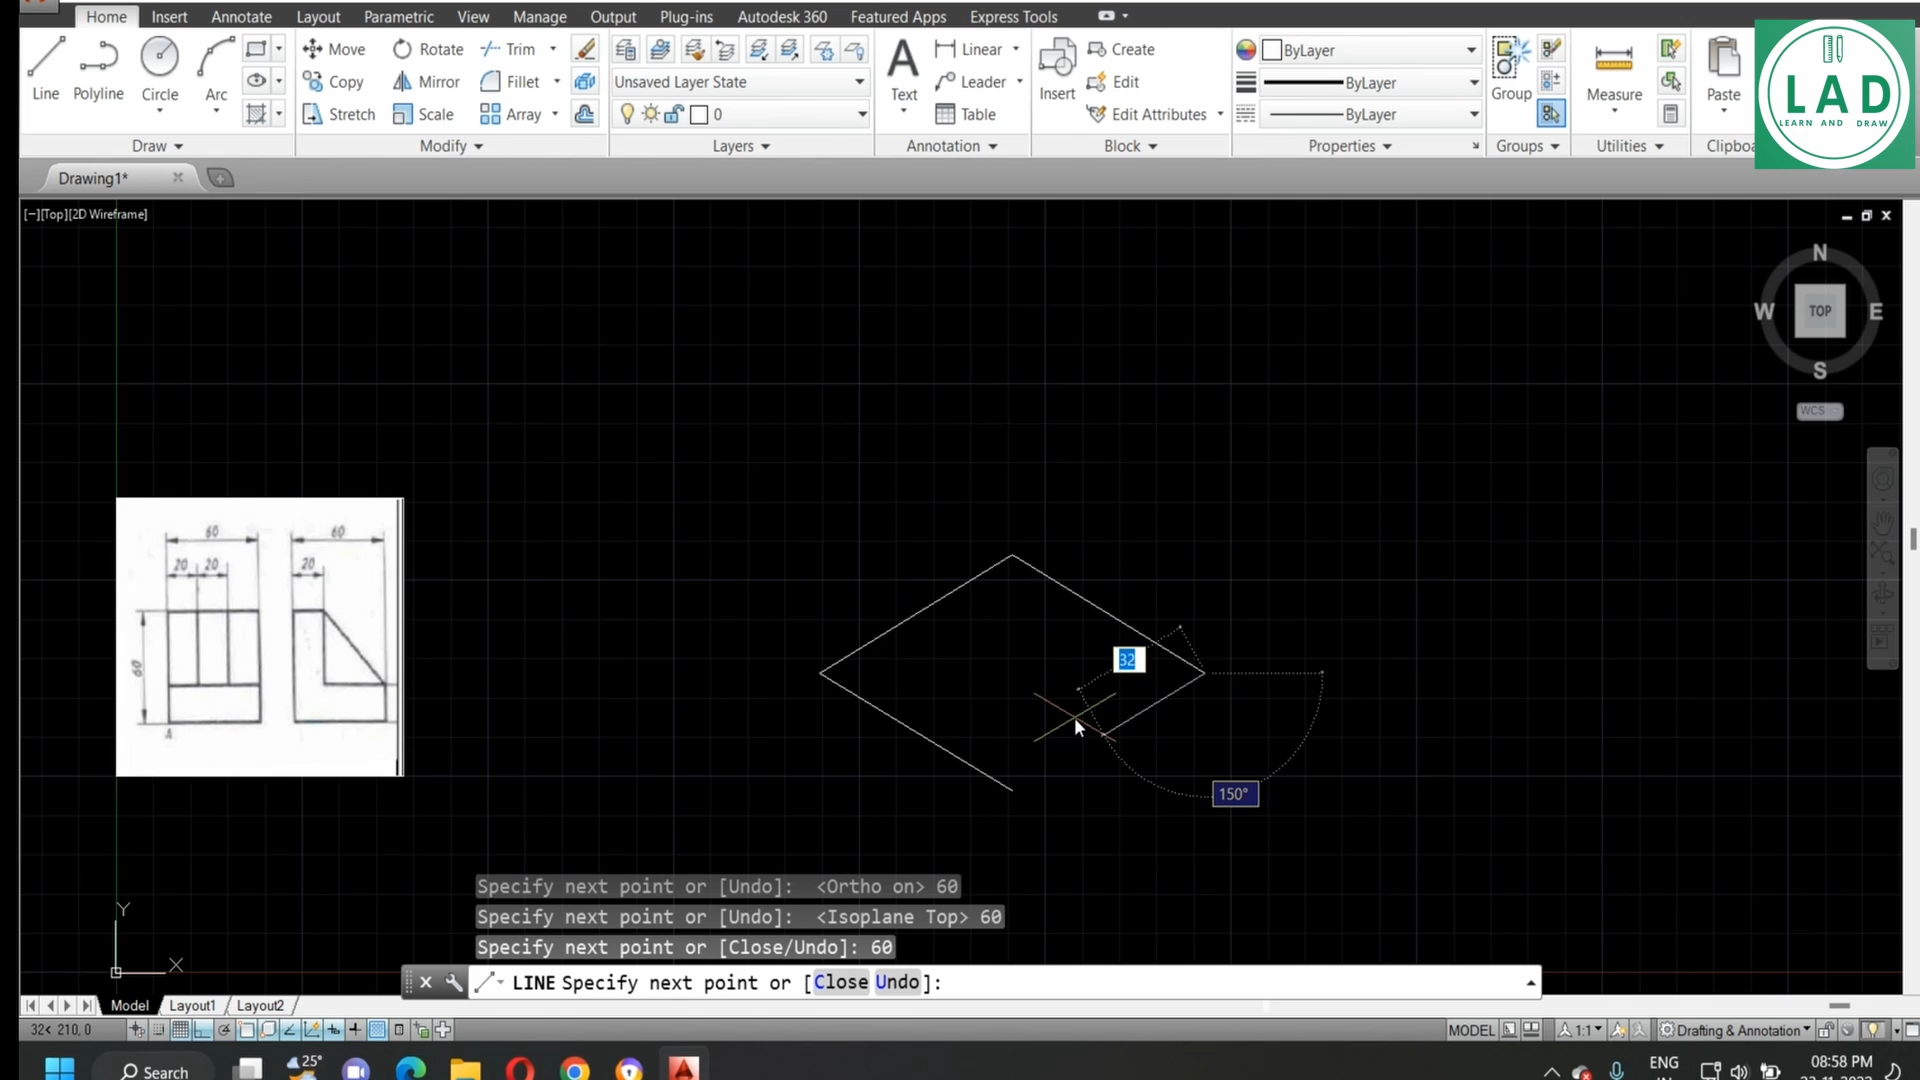 Home Insert Annotate Layout Parametric View Manage Output Plug-ins Autodesk 360 Featured Apps Express Tools
Line Polyline Circle Arc
Move Rotate Trim
Copy Mirror Fillet
Stretch Scale Array
Unsaved Layer State
0
Text
Linear
Leader
Table
Insert
Create
Edit
Edit Attributes
ByLayer
ByLayer
ByLayer
Group
Measure
Paste
LAD
LEARN AND DRAW
Draw Modify Layers Annotation Block Properties Groups Utilities
Drawing1*
[−][Top][2D Wireframe]
N
W TOP E
S
WCS
60 60
20 20 20
60
A
32
150°
Y
X
Specify next point or [Undo]: <Ortho on> 60
Specify next point or [Undo]: <Isoplane Top> 60
Specify next point or [Close/Undo]: 60
LINE Specify next point or [Close Undo]:
Model Layout1 Layout2
32< 210, 0
MODEL 1:1 Drafting & Annotation
Search
25°
ENG
08:58 PM